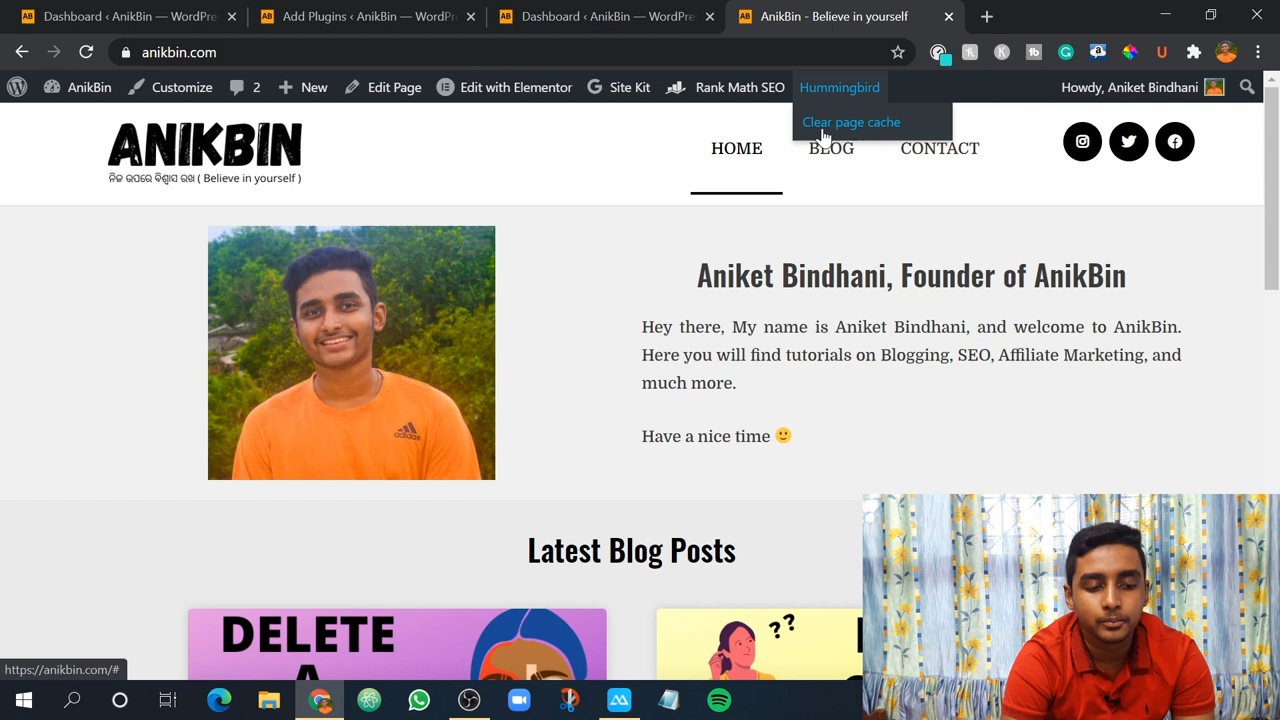 Dashboard ‹ AnikBin — WordPre
Add Plugins ‹ AnikBin — WordPr
Dashboard ‹ AnikBin — WordPre
AnikBin - Believe in yourself
anikbin.com
AnikBin
Customize
2
New
Edit Page
Edit with Elementor
Site Kit
Rank Math SEO
Hummingbird
Howdy, Aniket Bindhani
Clear page cache
ANIKBIN
ନିଜ ଉପରେ ବିଶ୍ୱାସ ରଖ ( Believe in yourself )
HOME
BLOG
CONTACT
adidas
Aniket Bindhani, Founder of AnikBin
Hey there, My name is Aniket Bindhani, and welcome to AnikBin.
Here you will find tutorials on Blogging, SEO, Affiliate Marketing, and
much more.
Have a nice time 🙂
Latest Blog Posts
DELETE
A
??
https://anikbin.com/#